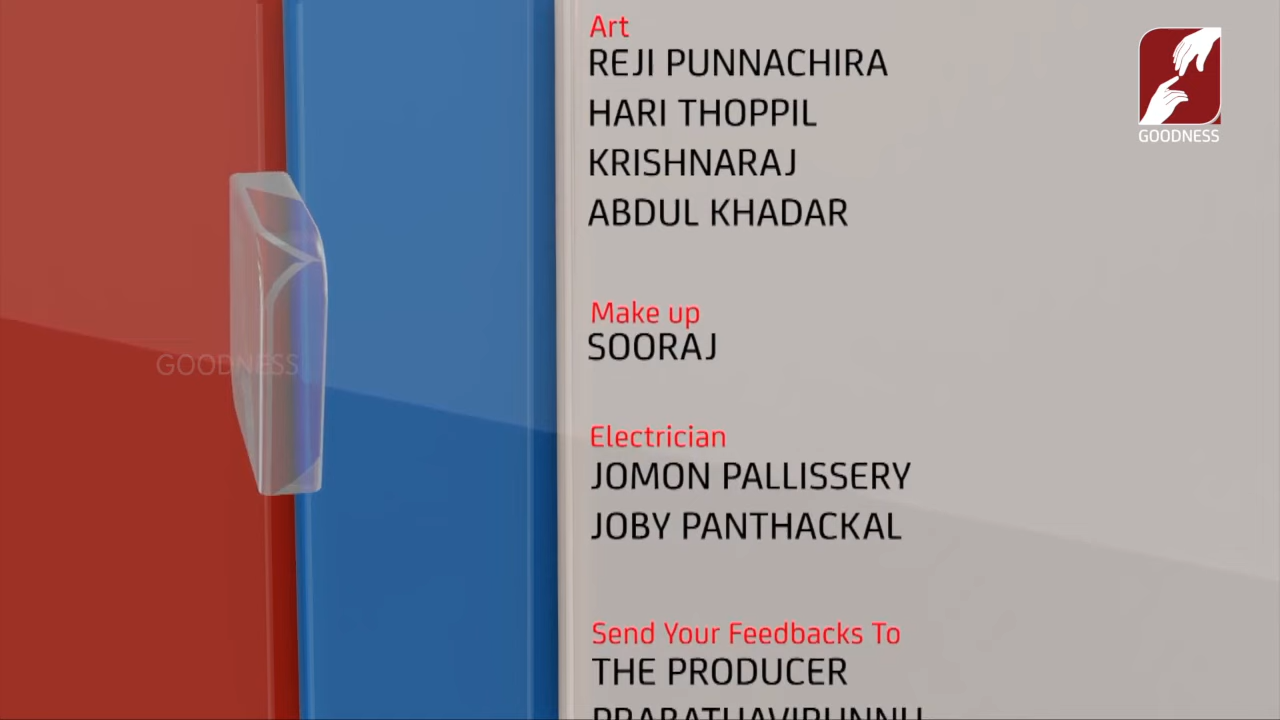 Art
REJI PUNNACHIRA
HARI THOPPIL
KRISHNARAJ
ABDUL KHADAR
GOODNESS
Make up
SOORAJ
GOODNESS
Electrician
JOMON PALLISSERY
JOBY PANTHACKAL
Send Your Feedbacks To
THE PRODUCER